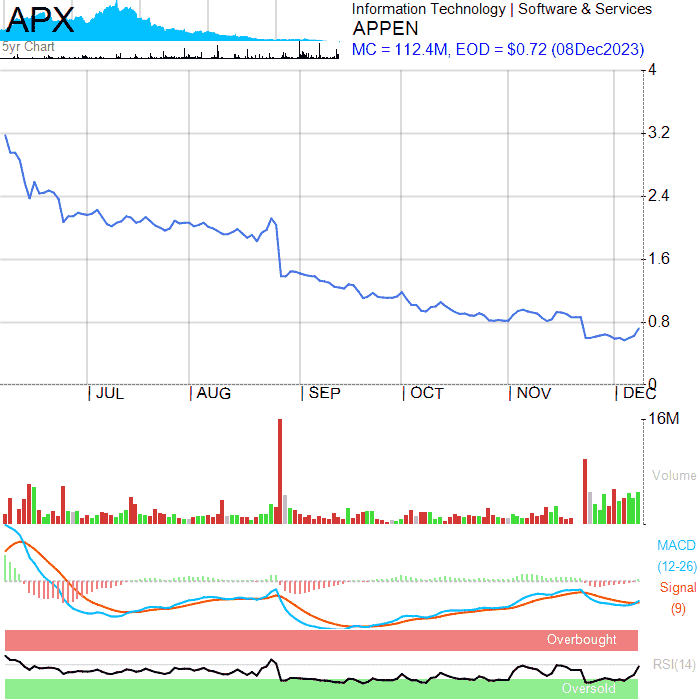 APX
5yr Chart
Information Technology | Software & Services
APPEN
MC = 112.4M, EOD = $0.72 (08Dec2023)
4
3.2
2.4
1.6
0.8
0
JUL
AUG
SEP
OCT
NOV
DEC
16M
Volume
MACD
(12-26)
Signal
(9)
Overbought
RSI(14)
Oversold